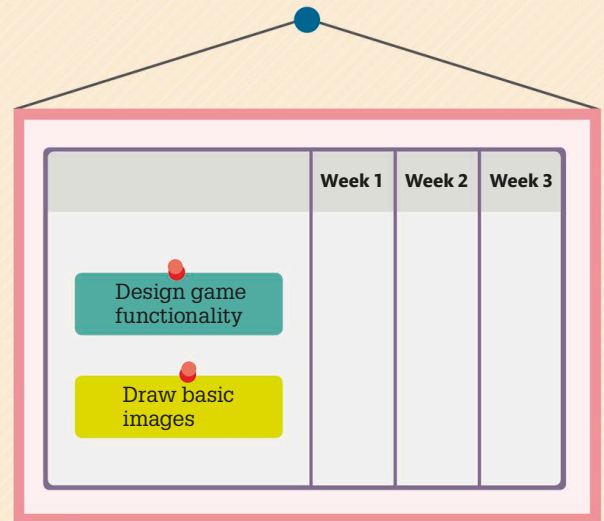 Week 1 Week 2 Week 3
Design game
functionality
Draw basic
images